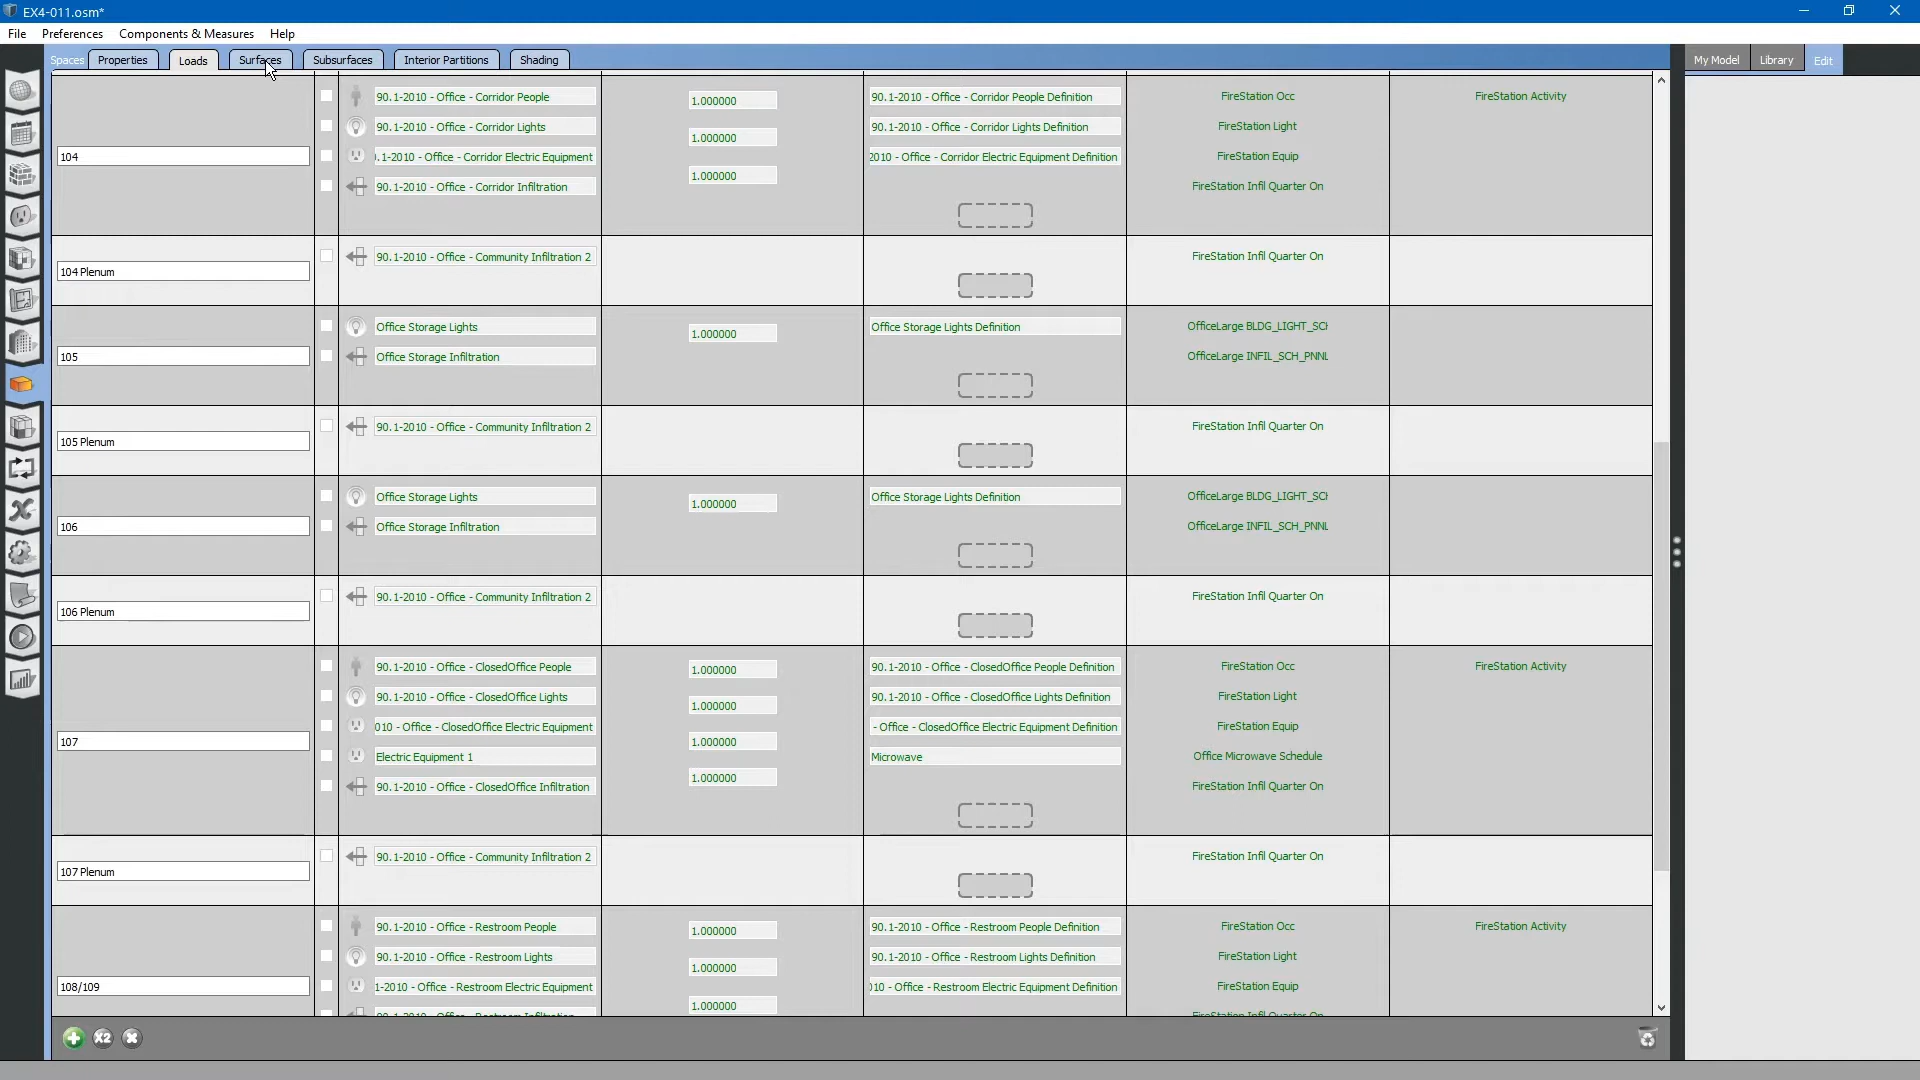 EX4-011.osm*
File Preferences Components & Measures Help
Spaces Properties Loads Surfaces Subsurfaces Interior Partitions Shading My Model Library Edit
90.1-2010 - Office - Corridor People 1.000000 90.1-2010 - Office - Corridor People Definition FireStation Occ FireStation Activity
90.1-2010 - Office - Corridor Lights 1.000000 90.1-2010 - Office - Corridor Lights Definition FireStation Light
104 .1-2010 - Office - Corridor Electric Equipment 1.000000 2010 - Office - Corridor Electric Equipment Definition FireStation Equip
90.1-2010 - Office - Corridor Infiltration FireStation Infil Quarter On
104 Plenum 90.1-2010 - Office - Community Infiltration 2 FireStation Infil Quarter On
Office Storage Lights 1.000000 Office Storage Lights Definition OfficeLarge BLDG_LIGHT_SCH
105 Office Storage Infiltration OfficeLarge INFIL_SCH_PNNL
105 Plenum 90.1-2010 - Office - Community Infiltration 2 FireStation Infil Quarter On
Office Storage Lights 1.000000 Office Storage Lights Definition OfficeLarge BLDG_LIGHT_SCH
106 Office Storage Infiltration OfficeLarge INFIL_SCH_PNNL
106 Plenum 90.1-2010 - Office - Community Infiltration 2 FireStation Infil Quarter On
90.1-2010 - Office - ClosedOffice People 1.000000 90.1-2010 - Office - ClosedOffice People Definition FireStation Occ FireStation Activity
90.1-2010 - Office - ClosedOffice Lights 1.000000 90.1-2010 - Office - ClosedOffice Lights Definition FireStation Light
107 010 - Office - ClosedOffice Electric Equipment 1.000000 - Office - ClosedOffice Electric Equipment Definition FireStation Equip
Electric Equipment 1 1.000000 Microwave Office Microwave Schedule
90.1-2010 - Office - ClosedOffice Infiltration FireStation Infil Quarter On
107 Plenum 90.1-2010 - Office - Community Infiltration 2 FireStation Infil Quarter On
90.1-2010 - Office - Restroom People 1.000000 90.1-2010 - Office - Restroom People Definition FireStation Occ FireStation Activity
90.1-2010 - Office - Restroom Lights 1.000000 90.1-2010 - Office - Restroom Lights Definition FireStation Light
108/109 1-2010 - Office - Restroom Electric Equipment 1.000000 010 - Office - Restroom Electric Equipment Definition FireStation Equip
90.1-2010 - Office - Restroom Infiltration FireStation Infil Quarter On
X2